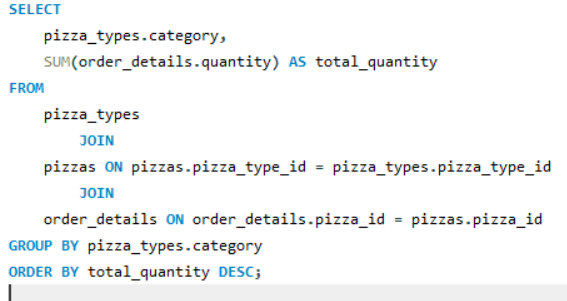 SELECT
pizza_types.category,
SUM(order_details.quantity) AS total_quantity
FROM
pizza_types
JOIN
pizzas ON pizzas.pizza_type_id = pizza_types.pizza_type_id
JOIN
order_details ON order_details.pizza_id = pizzas.pizza_id
GROUP BY pizza_types.category
ORDER BY total_quantity DESC;